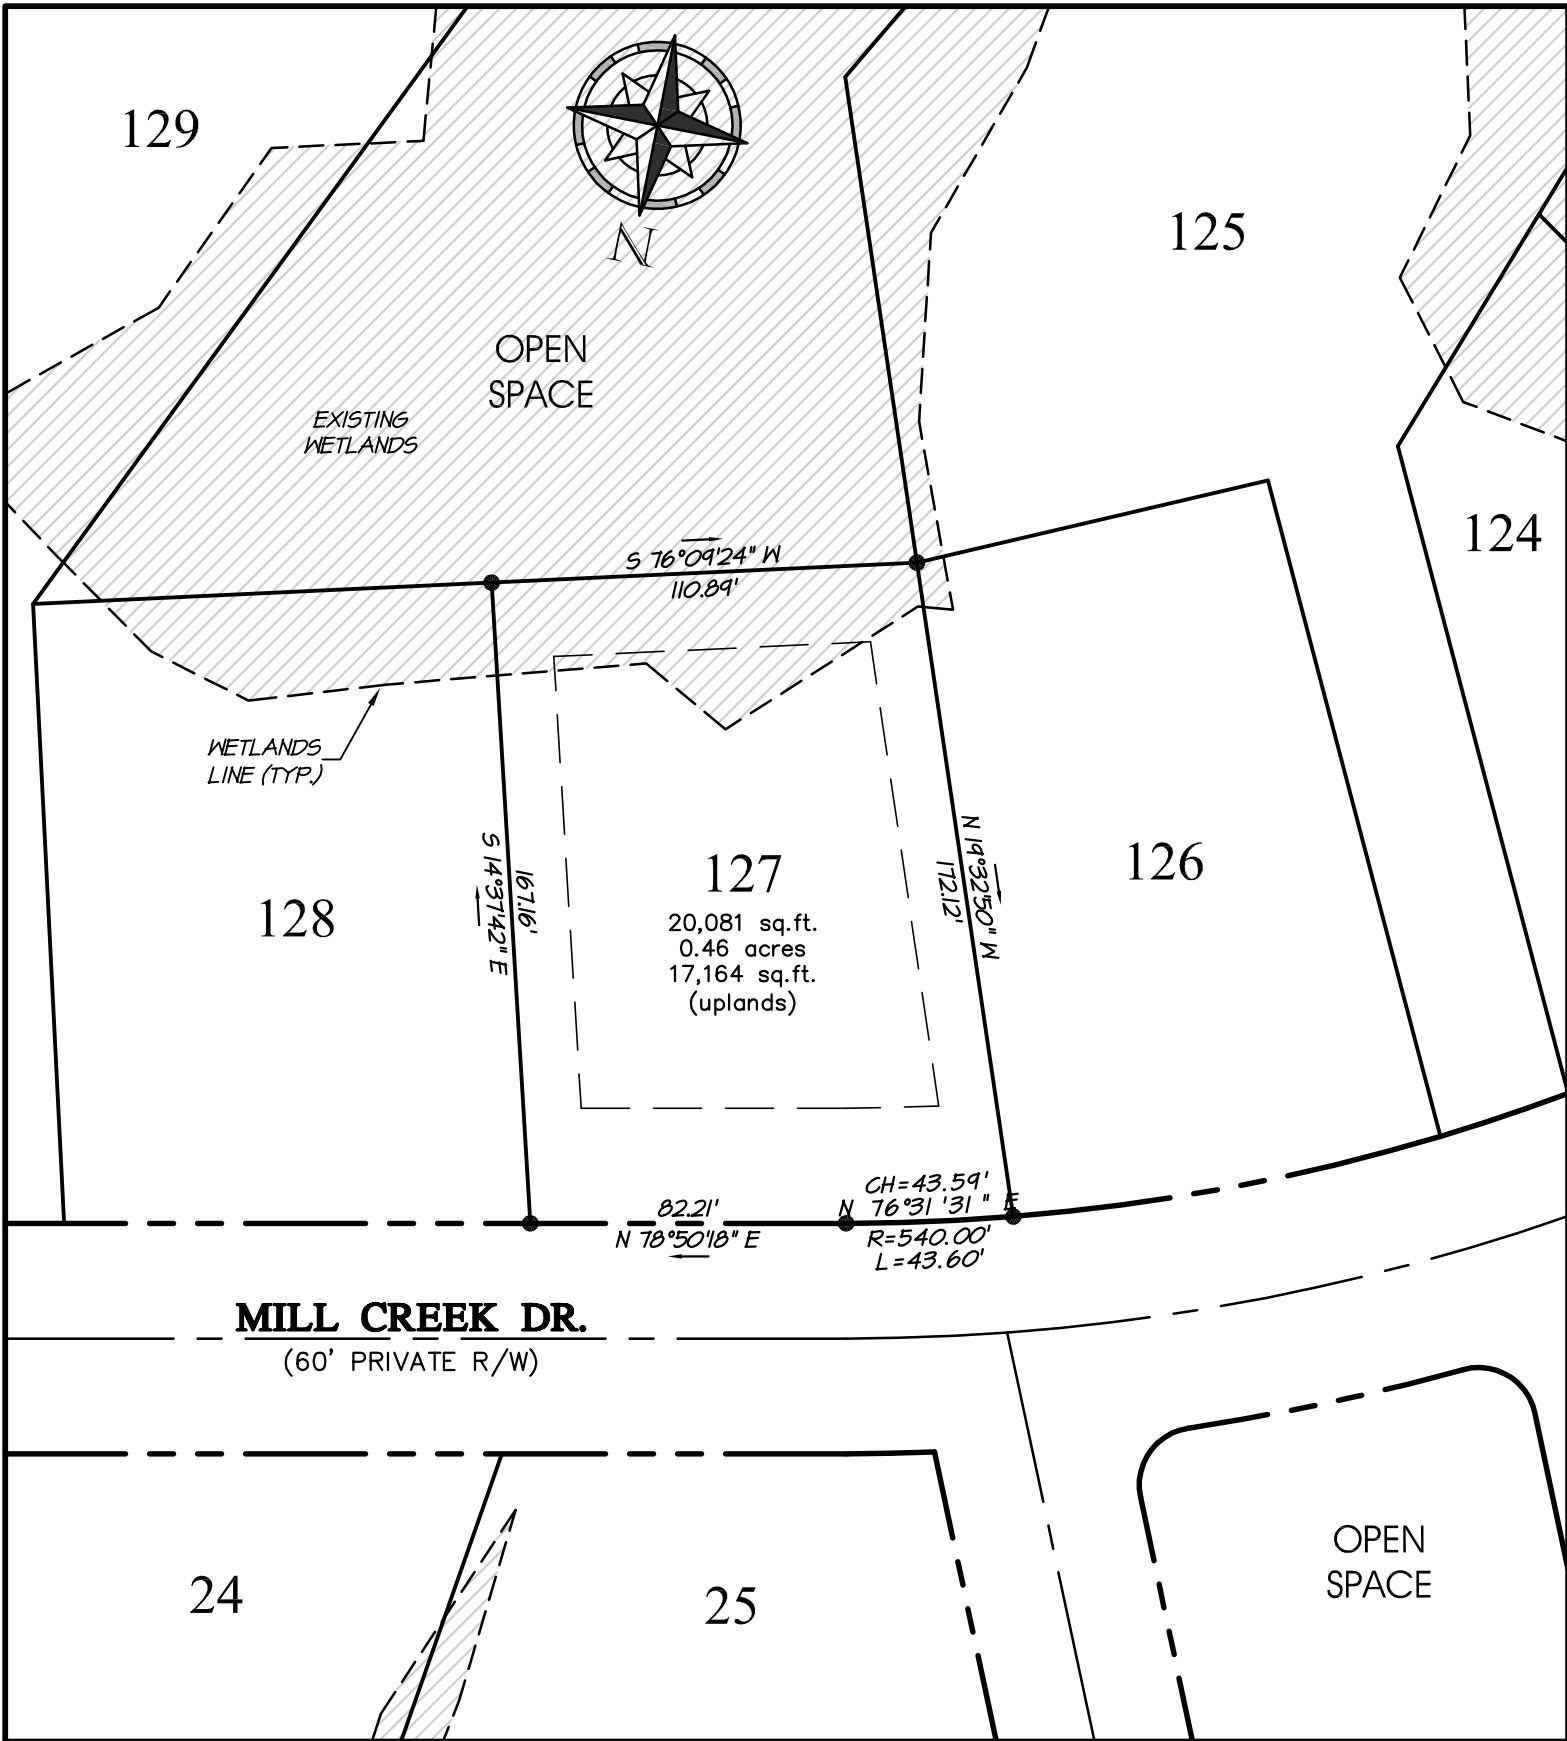 129
N
125
OPEN
SPACE
EXISTING
WETLANDS
124
S 76°09'24" W
110.89'
WETLANDS
LINE (TYP.)
S 14°37'42" E
167.16'
127
20,081 sq.ft.
0.46 acres
17,164 sq.ft.
(uplands)
N 19°32'50" W
172.12'
126
128
82.21'
N 78°50'18" E
CH=43.59'
N 76°31'31" E
R=540.00'
L=43.60'
MILL CREEK DR.
(60' PRIVATE R/W)
24
25
OPEN
SPACE